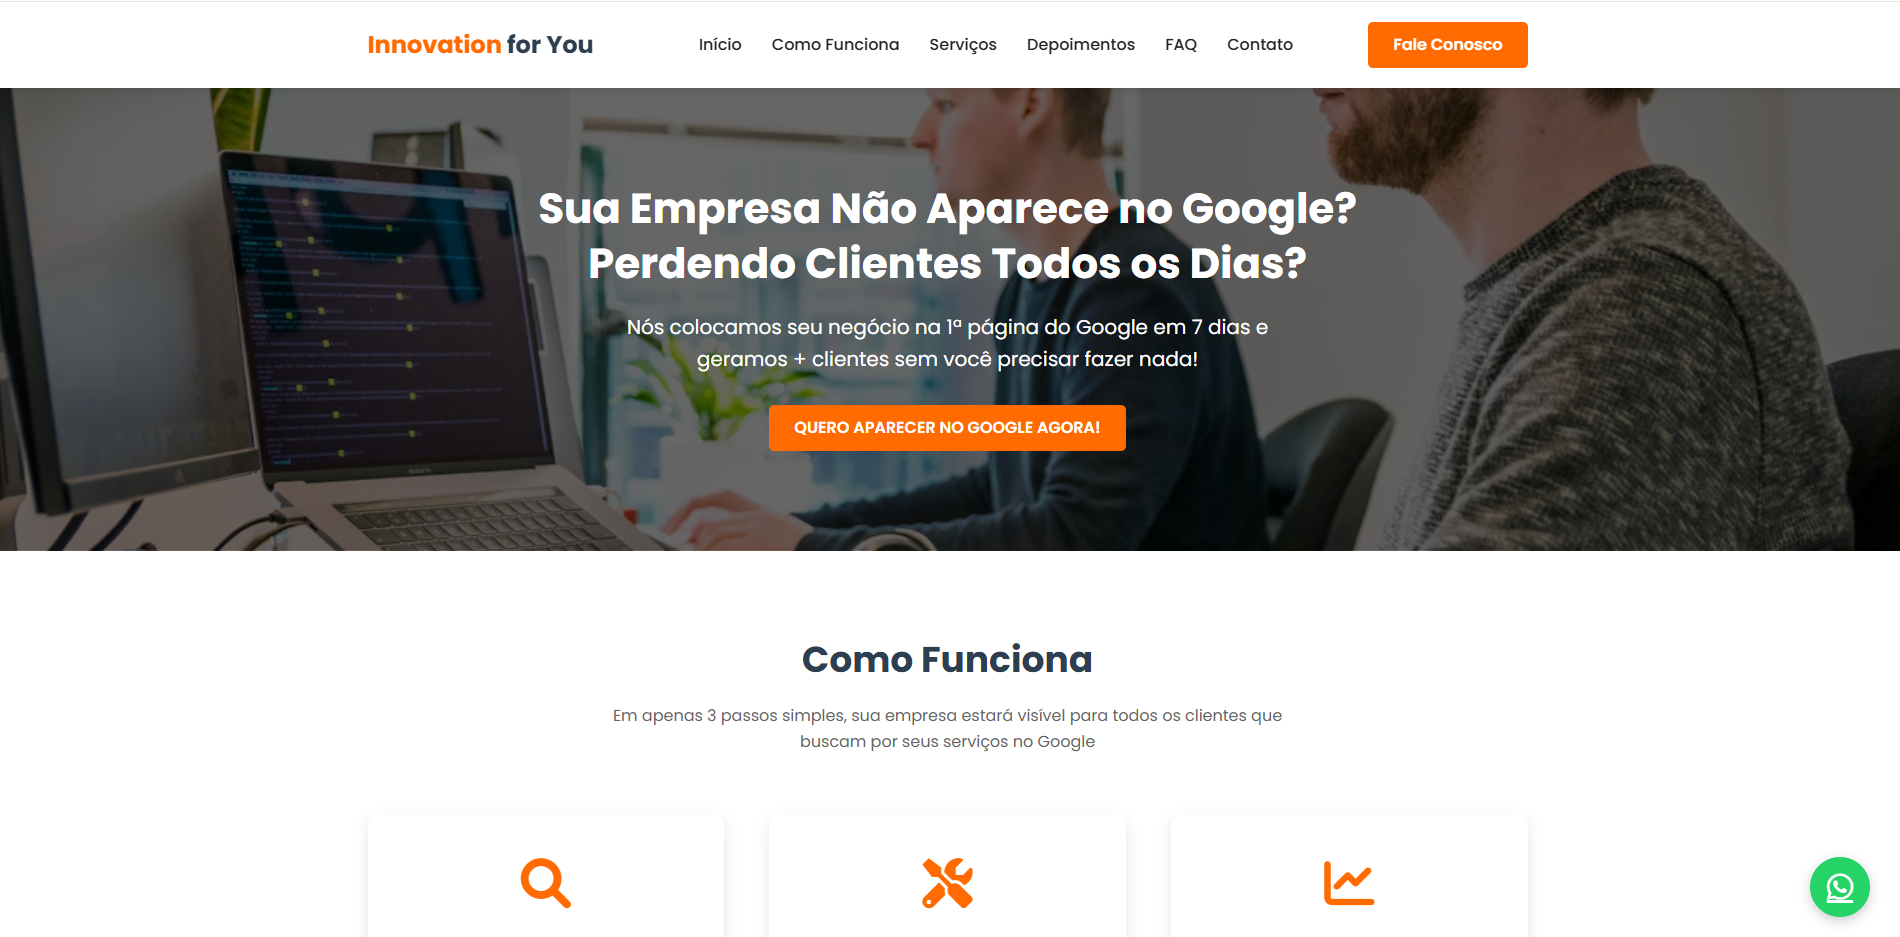 Innovation for You
Início
Como Funciona
Serviços
Depoimentos
FAQ
Contato
Fale Conosco
Sua Empresa Não Aparece no Google?
Perdendo Clientes Todos os Dias?
Nós colocamos seu negócio na 1ª página do Google em 7 dias e
geramos + clientes sem você precisar fazer nada!
QUERO APARECER NO GOOGLE AGORA!
Como Funciona
Em apenas 3 passos simples, sua empresa estará visível para todos os clientes que
buscam por seus serviços no Google